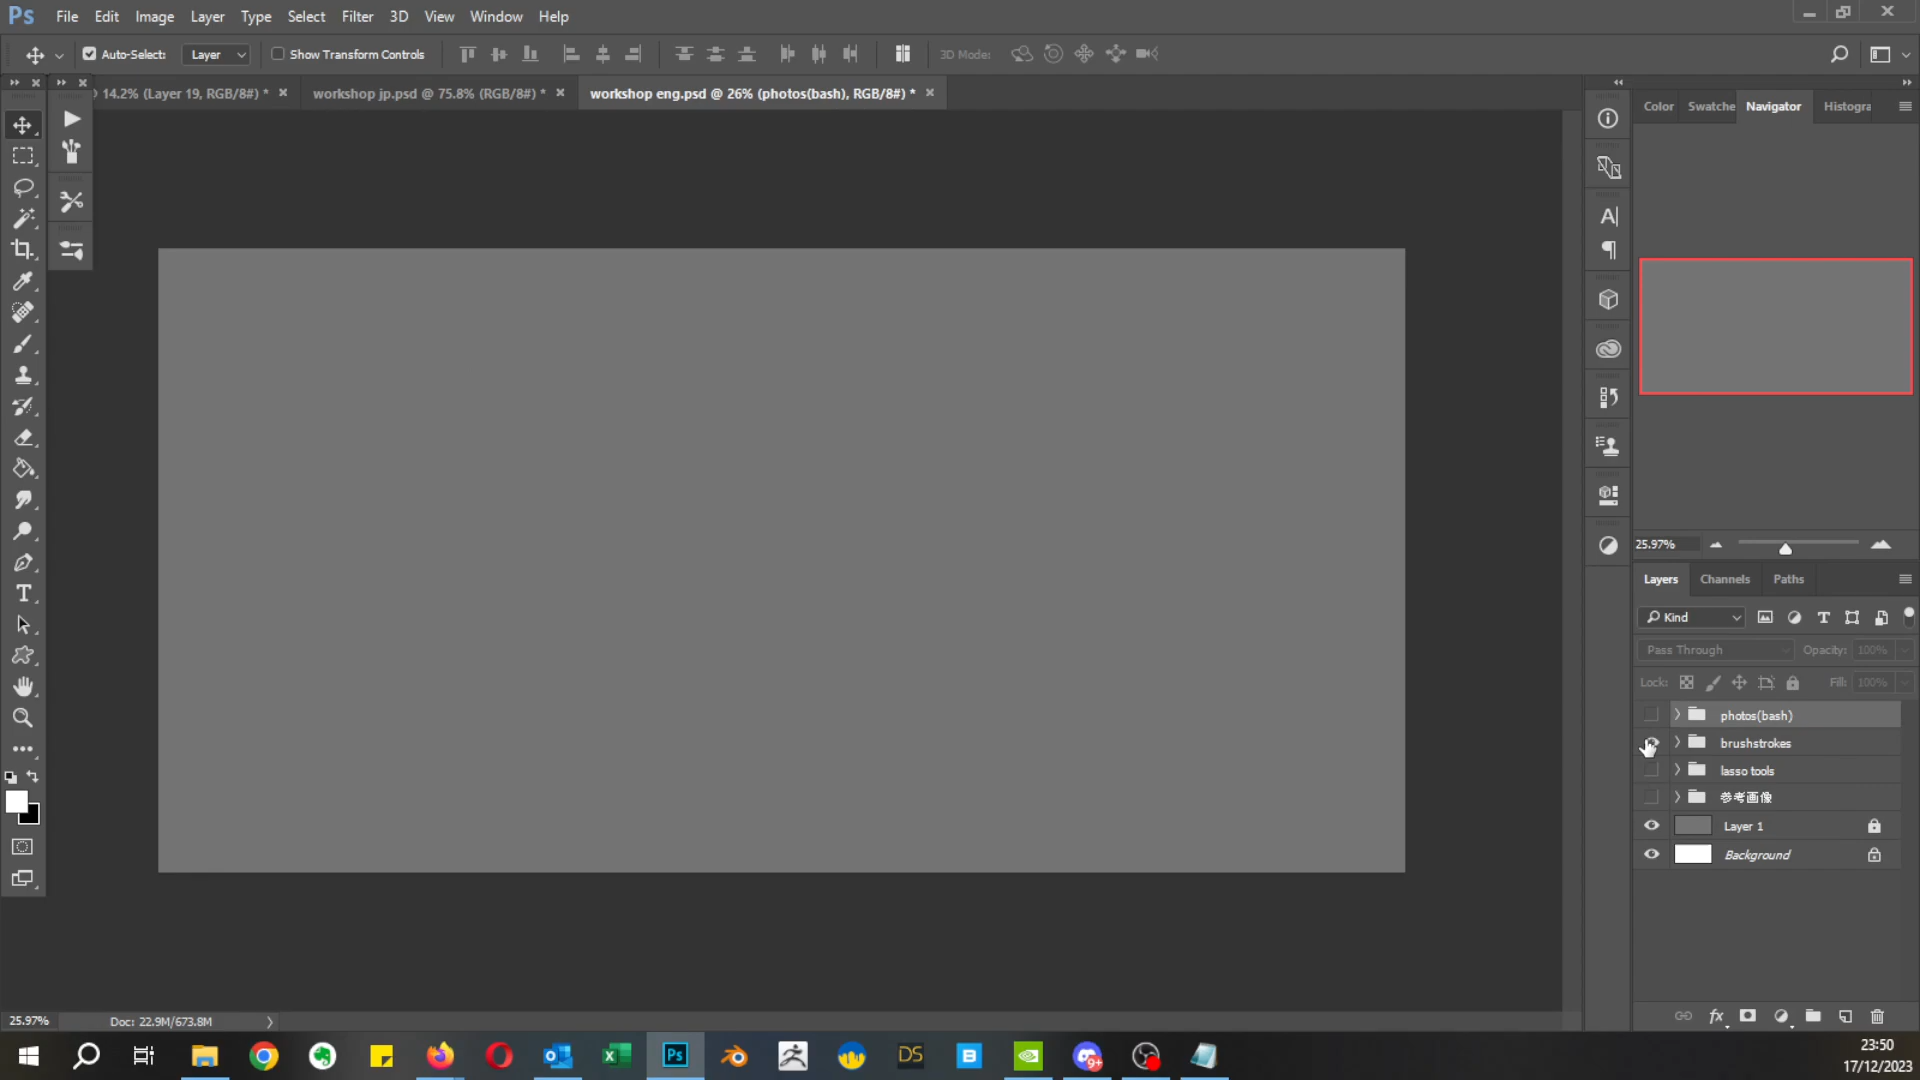 Ps File Edit Image Layer Type Select Filter 3D View Window Help
Auto-Select: Layer Show Transform Controls 3D Mode:
14.2% (Layer 19, RGB/8#) * workshop jp.psd @ 75.8% (RGB/8#) * workshop eng.psd @ 26% (photos(bash), RGB/8#) *
Color Swatche Navigator Histogra
25.97%
Layers Channels Paths
Kind
Pass Through Opacity: 100%
Lock: Fill: 100%
photos(bash)
brushstrokes
lasso tools
参考画像
Layer 1
Background
fx
25.97% Doc: 22.9M/673.8M
Ps DS B 9+
23:50
17/12/2023